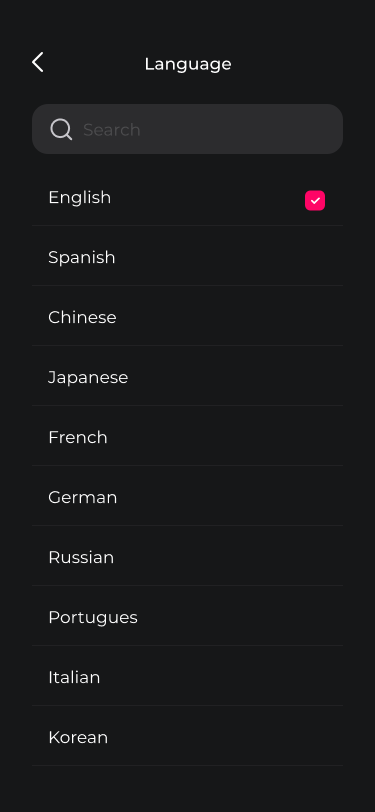 Language
Search
English
Spanish
Chinese
Japanese
French
German
Russian
Portugues
Italian
Korean